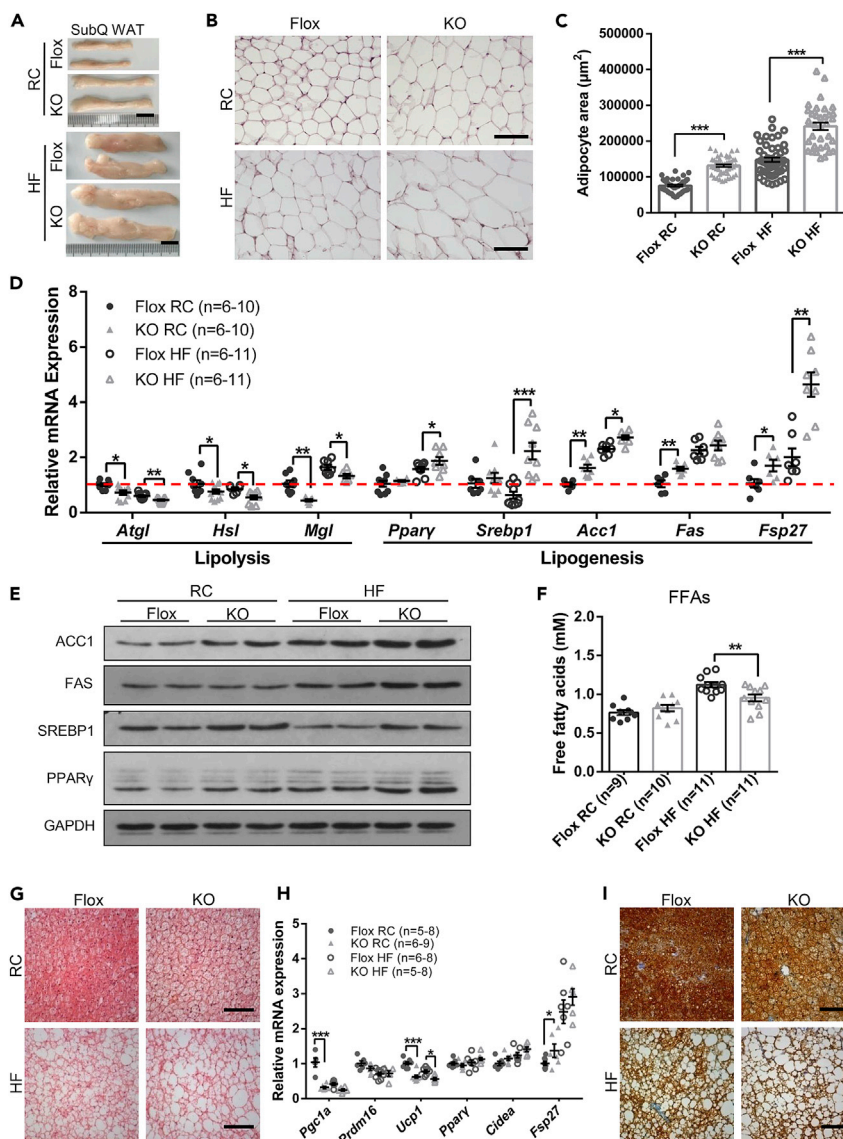 A
SubQ WAT
RC
Flox
KO
HF
Flox
KO
B
Flox
KO
RC
HF
C
Adipocyte area (µm²)
500000
400000
300000
200000
100000
0
***
***
Flox RC
KO RC
Flox HF
KO HF
D
Relative mRNA Expression
8
6
4
2
0
Flox RC (n=6-10)
KO RC (n=6-10)
Flox HF (n=6-11)
KO HF (n=6-11)
* ** * * ** * * *** ** * ** * **
Atgl Hsl Mgl Pparγ Srebp1 Acc1 Fas Fsp27
Lipolysis Lipogenesis
E
RC HF
Flox KO Flox KO
ACC1
FAS
SREBP1
PPARγ
GAPDH
F
FFAs
Free fatty acids (mM)
2.0
1.5
1.0
0.5
0.0
**
Flox RC (n=9)
KO RC (n=10)
Flox HF (n=11)
KO HF (n=11)
G
Flox KO
RC
HF
H
Relative mRNA expression
5
4
3
2
1
0
Flox RC (n=5-8)
KO RC (n=6-9)
Flox HF (n=6-8)
KO HF (n=5-8)
*** *** * *
Pgc1a Prdm16 Ucp1 Pparγ Cidea Fsp27
I
Flox KO
RC
HF